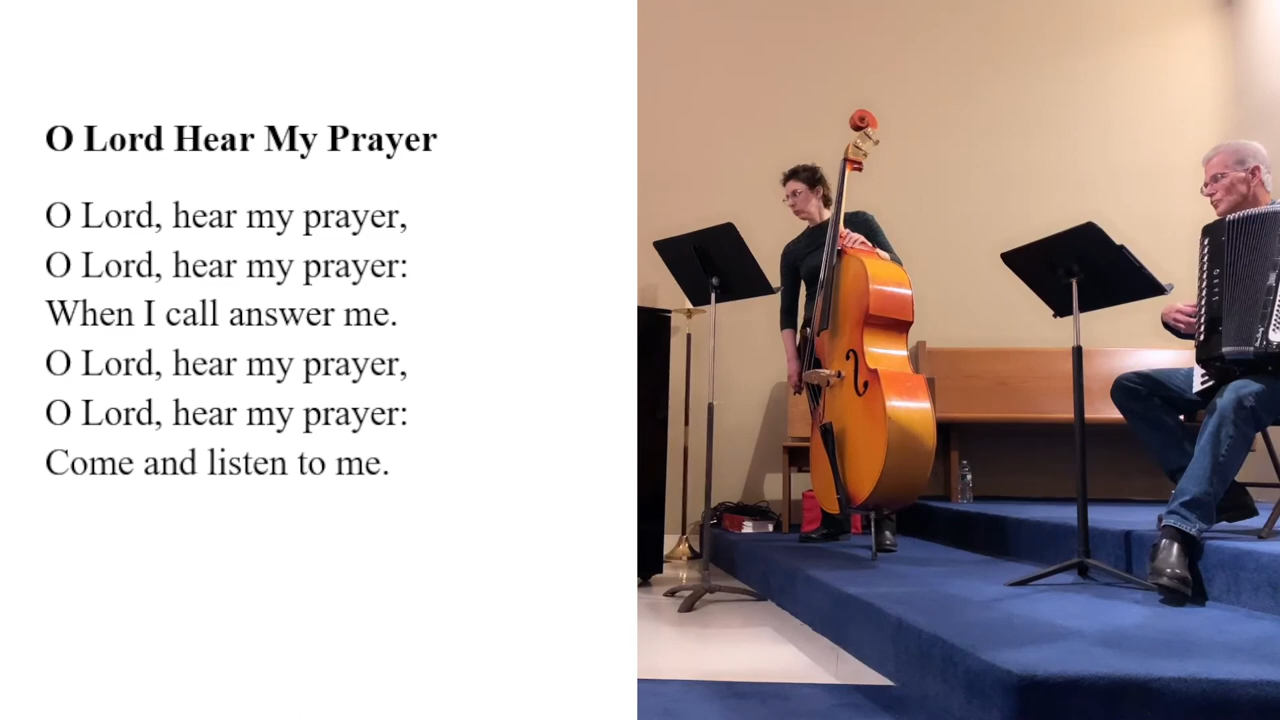 O Lord Hear My Prayer
O Lord, hear my prayer,
O Lord, hear my prayer:
When I call answer me.
O Lord, hear my prayer,
O Lord, hear my prayer:
Come and listen to me.